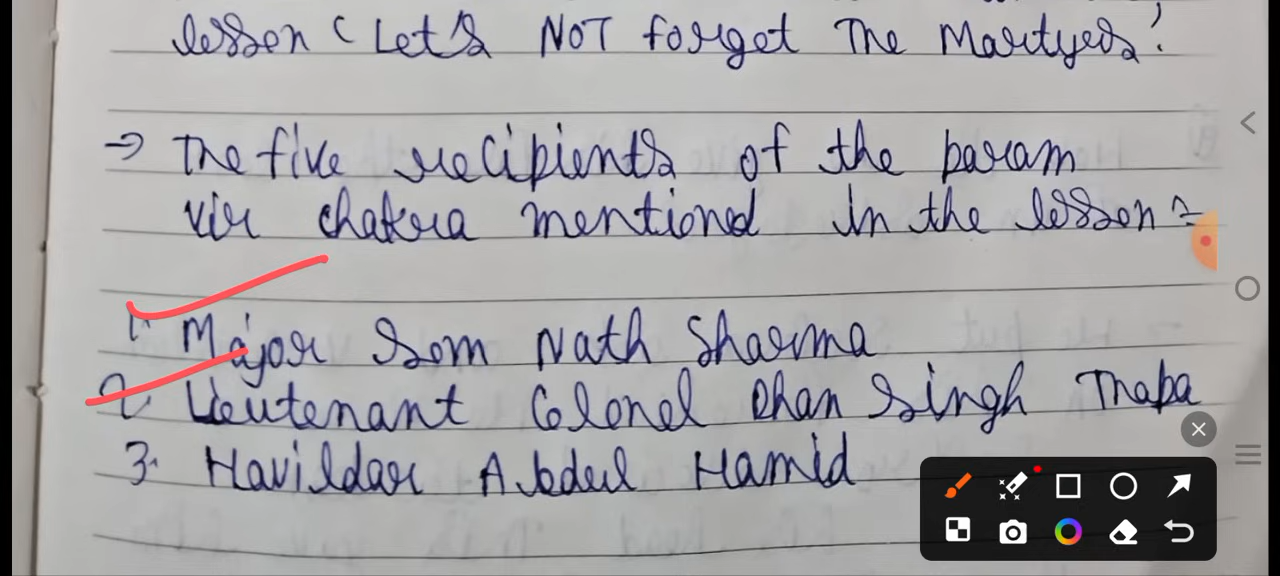 lesson (Let's NOT forget The Martyers'
→ The five recipients of the param
vir chakra mentioned in the lesson =
1. Major Som Nath Sharma
2. Lieutenant Colonel Dhan Singh Thapa
3. Havildar Abdul Hamid